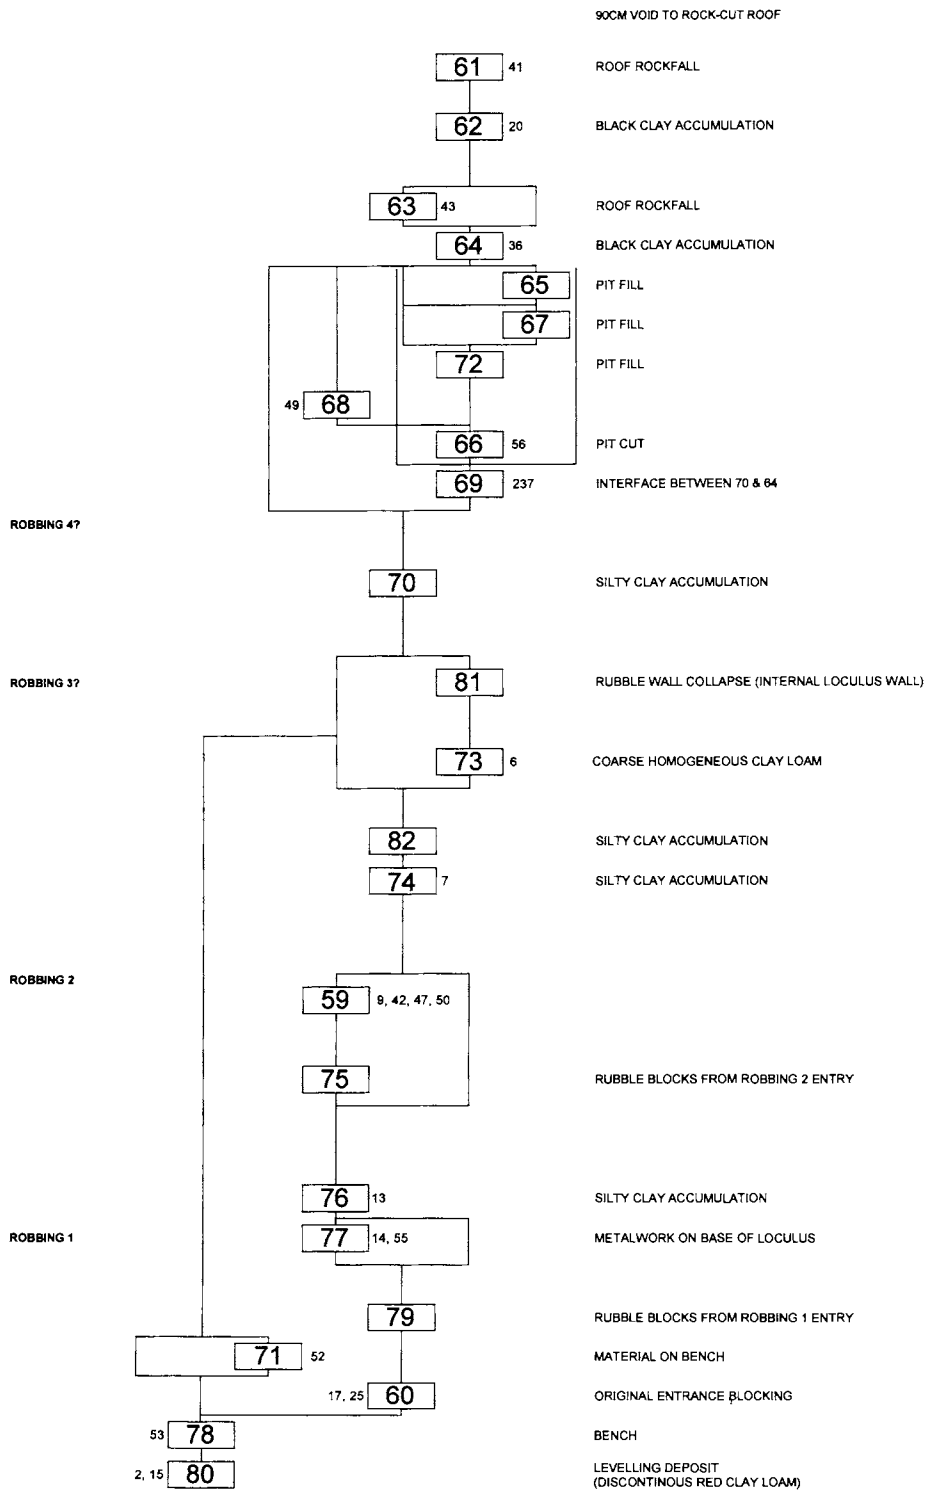 90CM VOID TO ROCK-CUT ROOF
61 41 ROOF ROCKFALL
62 20 BLACK CLAY ACCUMULATION
63 43 ROOF ROCKFALL
64 36 BLACK CLAY ACCUMULATION
65 PIT FILL
67 PIT FILL
72 PIT FILL
49 68
66 56 PIT CUT
69 237 INTERFACE BETWEEN 70 & 64
ROBBING 4?
70 SILTY CLAY ACCUMULATION
ROBBING 3? 81 RUBBLE WALL COLLAPSE (INTERNAL LOCULUS WALL)
73 6 COARSE HOMOGENEOUS CLAY LOAM
82 SILTY CLAY ACCUMULATION
74 7 SILTY CLAY ACCUMULATION
ROBBING 2
59 9, 42, 47, 50
75 RUBBLE BLOCKS FROM ROBBING 2 ENTRY
76 13 SILTY CLAY ACCUMULATION
ROBBING 1 77 14, 55 METALWORK ON BASE OF LOCULUS
79 RUBBLE BLOCKS FROM ROBBING 1 ENTRY
71 52 MATERIAL ON BENCH
17, 25 60 ORIGINAL ENTRANCE BLOCKING
53 78 BENCH
2, 15 80 LEVELLING DEPOSIT
(DISCONTINOUS RED CLAY LOAM)